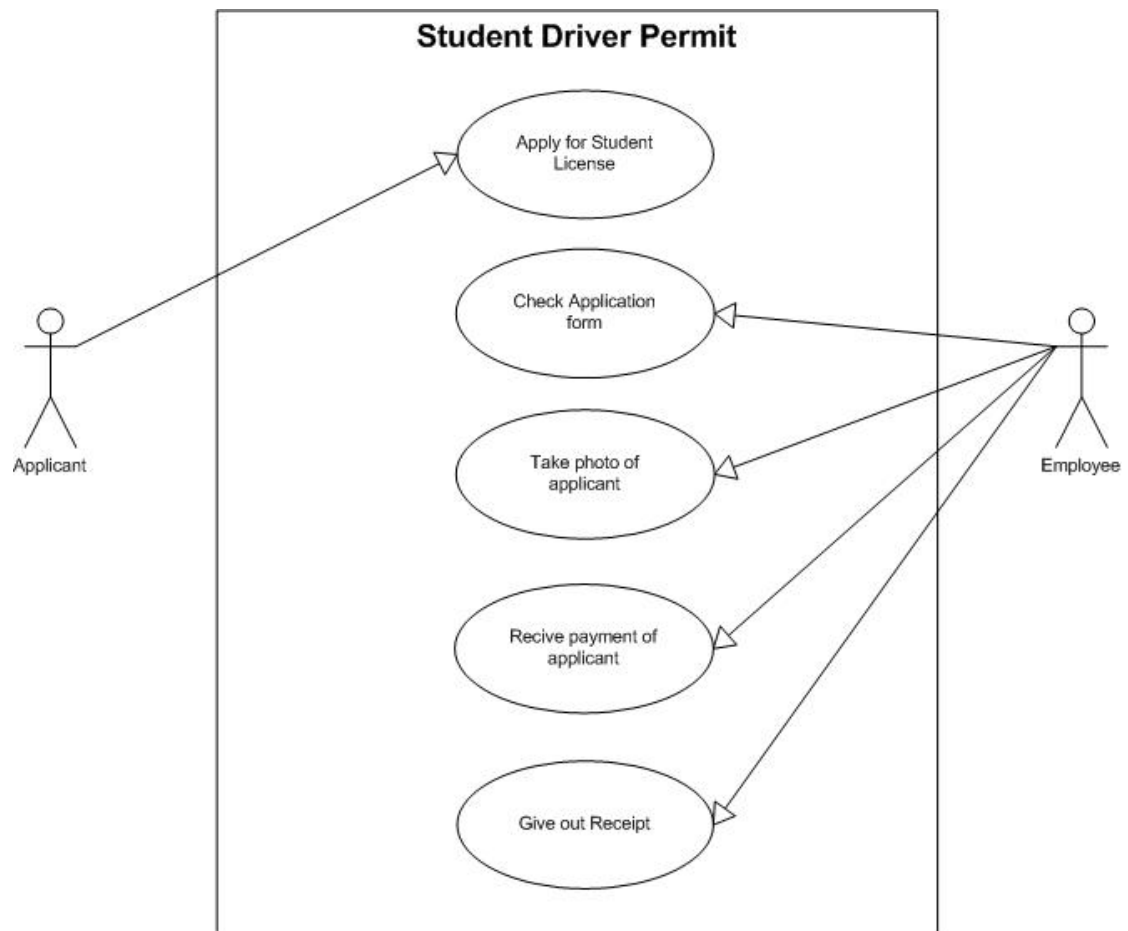 Student Driver Permit
Apply for Student
License
Check Application
form
Applicant
Take photo of
applicant
Employee
Recive payment of
applicant
Give out Receipt